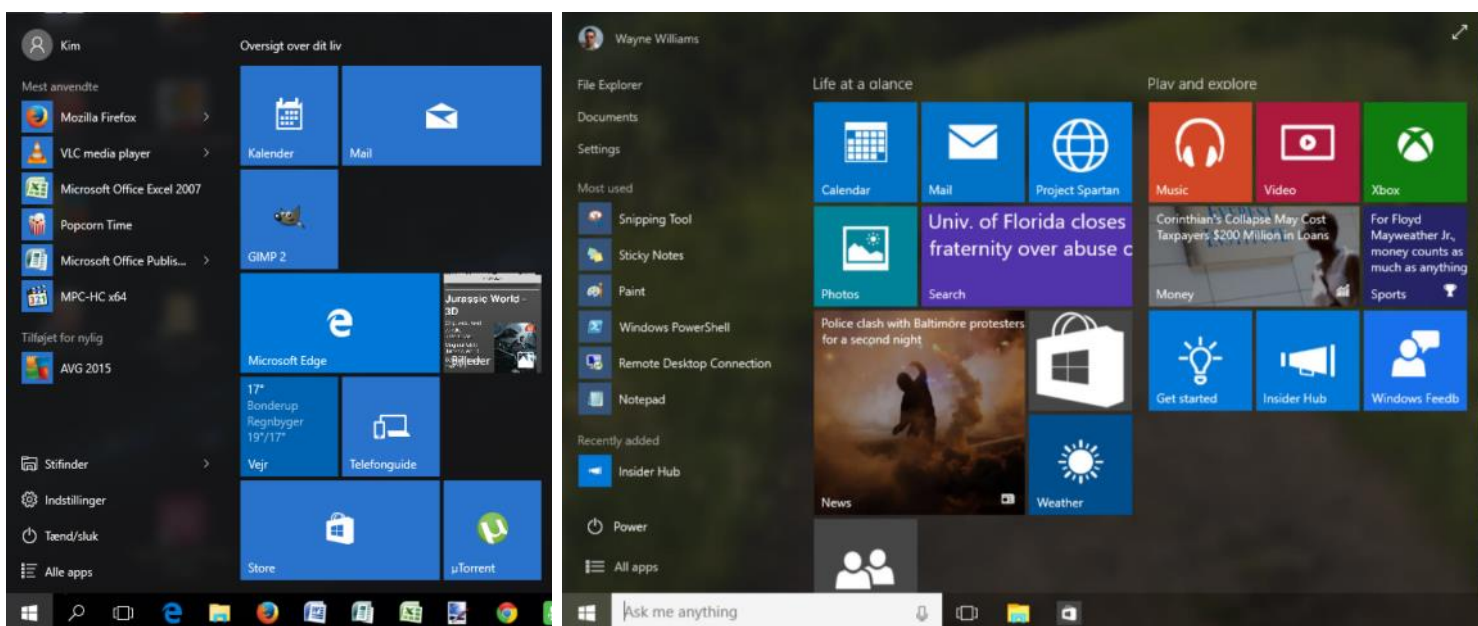 Kim
Mest anvendte
Mozilla Firefox
VLC media player
Microsoft Office Excel 2007
Popcorn Time
Microsoft Office Publis...
MPC-HC x64
Tilføjet for nylig
AVG 2015
Stifinder
Indstillinger
Tænd/sluk
Alle apps
Oversigt over dit liv
Kalender
Mail
GIMP 2
Microsoft Edge
Jurassic World -
3D
Billeder
17°
Bonderup
Regnbyger
19°/17°
Vejr
Telefonguide
Store
µTorrent
Wayne Williams
File Explorer
Documents
Settings
Most used
Snipping Tool
Sticky Notes
Paint
Windows PowerShell
Remote Desktop Connection
Notepad
Recently added
Insider Hub
Power
All apps
Ask me anything
Life at a glance
Calendar
Mail
Project Spartan
Photos
Univ. of Florida closes
fraternity over abuse c
Search
Police clash with Baltimore protesters
for a second night
News
Weather
Play and explore
Music
Video
Xbox
Corinthian's Collapse May Cost
Taxpayers $200 Million in Loans
Money
For Floyd
Mayweather Jr.,
money counts as
much as anything
Sports
Get started
Insider Hub
Windows Feedb